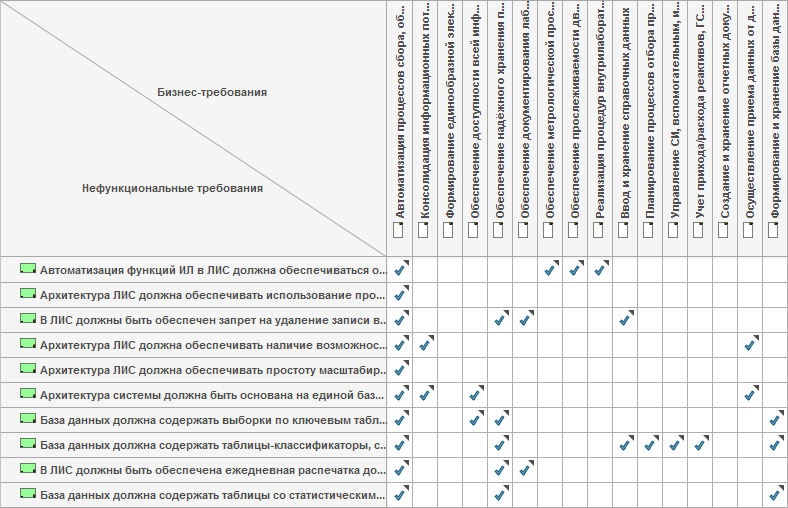 Бизнес-требования
Нефункциональные требования
Автоматизация процессов сбора, об...
Консолидация информационных пот...
Формирование единообразной элек...
Обеспечение доступности всей инф...
Обеспечение надёжного хранения п...
Обеспечение документирования лаб...
Обеспечение метрологической прос...
Обеспечение прослеживаемости дв...
Реализация процедур внутрилаборат...
Ввод и хранение справочных данных
Планирование процессов отбора пр...
Управление СИ, вспомогательным, и...
Учет прихода/расхода реактивов, ГС...
Создание и хранение отчетных доку...
Осуществление приема данных от д...
Формирование и хранение базы дан...
Автоматизация функций ИЛ в ЛИС должна обеспечиваться о...
Архитектура ЛИС должна обеспечивать использование про...
В ЛИС должны быть обеспечен запрет на удаление записи в...
Архитектура ЛИС должна обеспечивать наличие возможнос...
Архитектура ЛИС должна обеспечивать простоту масштабир...
Архитектура системы должна быть основана на единой баз...
База данных должна содержать выборки по ключевым табл...
База данных должна содержать таблицы-классификаторы, с...
В ЛИС должны быть обеспечена ежедневная распечатка до...
База данных должна содержать таблицы со статистическим...